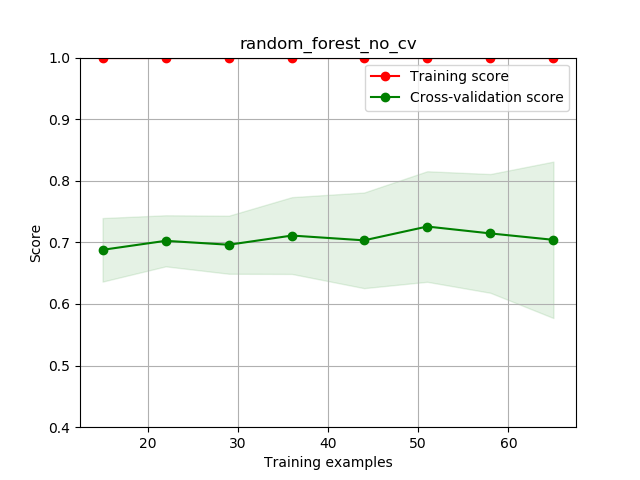 random_forest_no_cv
1.0
0.9
0.8
0.7
0.6
0.5
0.4
Score
Training score
Cross-validation score
20 30 40 50 60
Training examples